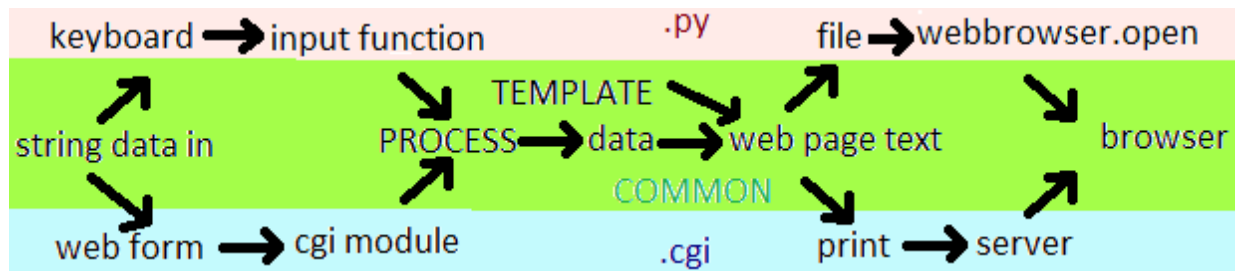 keyboard input function .py file webbrowser.open
TEMPLATE
string data in PROCESS data web page text browser
COMMON
web form cgi module .cgi print server